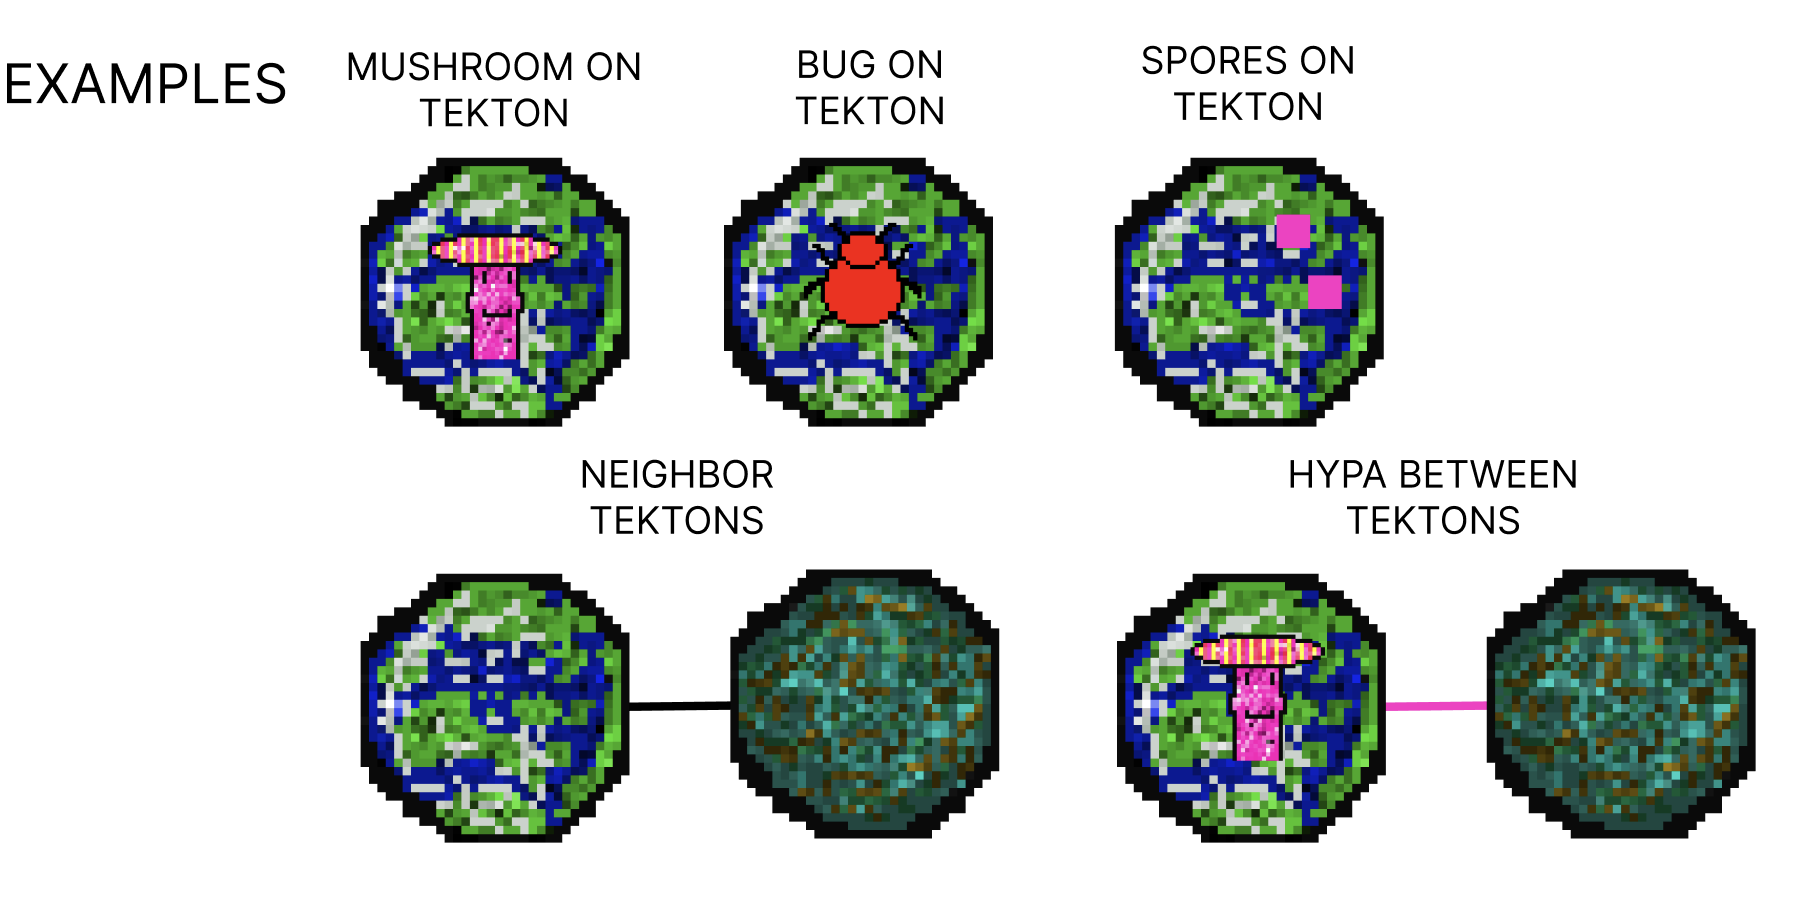 EXAMPLES
MUSHROOM ON
TEKTON
BUG ON
TEKTON
SPORES ON
TEKTON
NEIGHBOR
TEKTONS
HYPA BETWEEN
TEKTONS